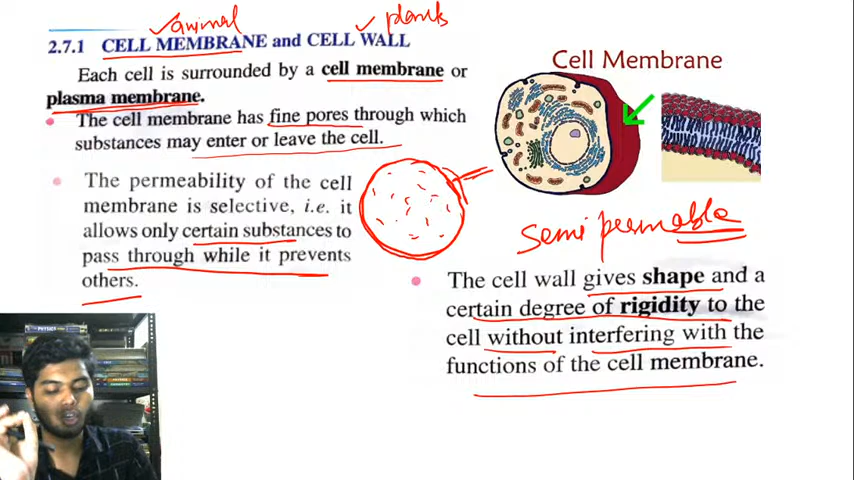 animal
plants
2.7.1 CELL MEMBRANE and CELL WALL
Each cell is surrounded by a cell membrane or
plasma membrane.
The cell membrane has fine pores through which
substances may enter or leave the cell.
The permeability of the cell
membrane is selective, i.e. it
allows only certain substances to
pass through while it prevents
others.
Cell Membrane
Semi permable
The cell wall gives shape and a
certain degree of rigidity to the
cell without interfering with the
functions of the cell membrane.